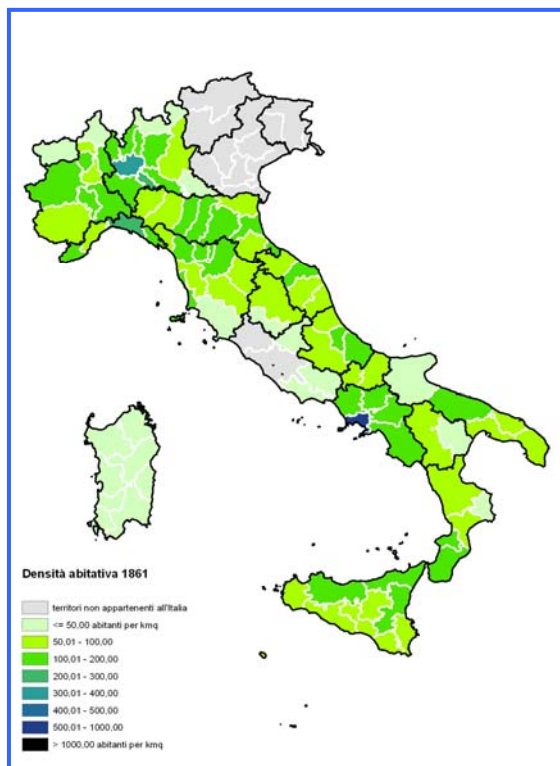 Densità abitativa 1861
territori non appartenenti all'Italia
<= 50,00 abitanti per kmq
50,01 - 100,00
100,01 - 200,00
200,01 - 300,00
300,01 - 400,00
400,01 - 500,00
500,01 - 1000,00
> 1000,00 abitanti per kmq